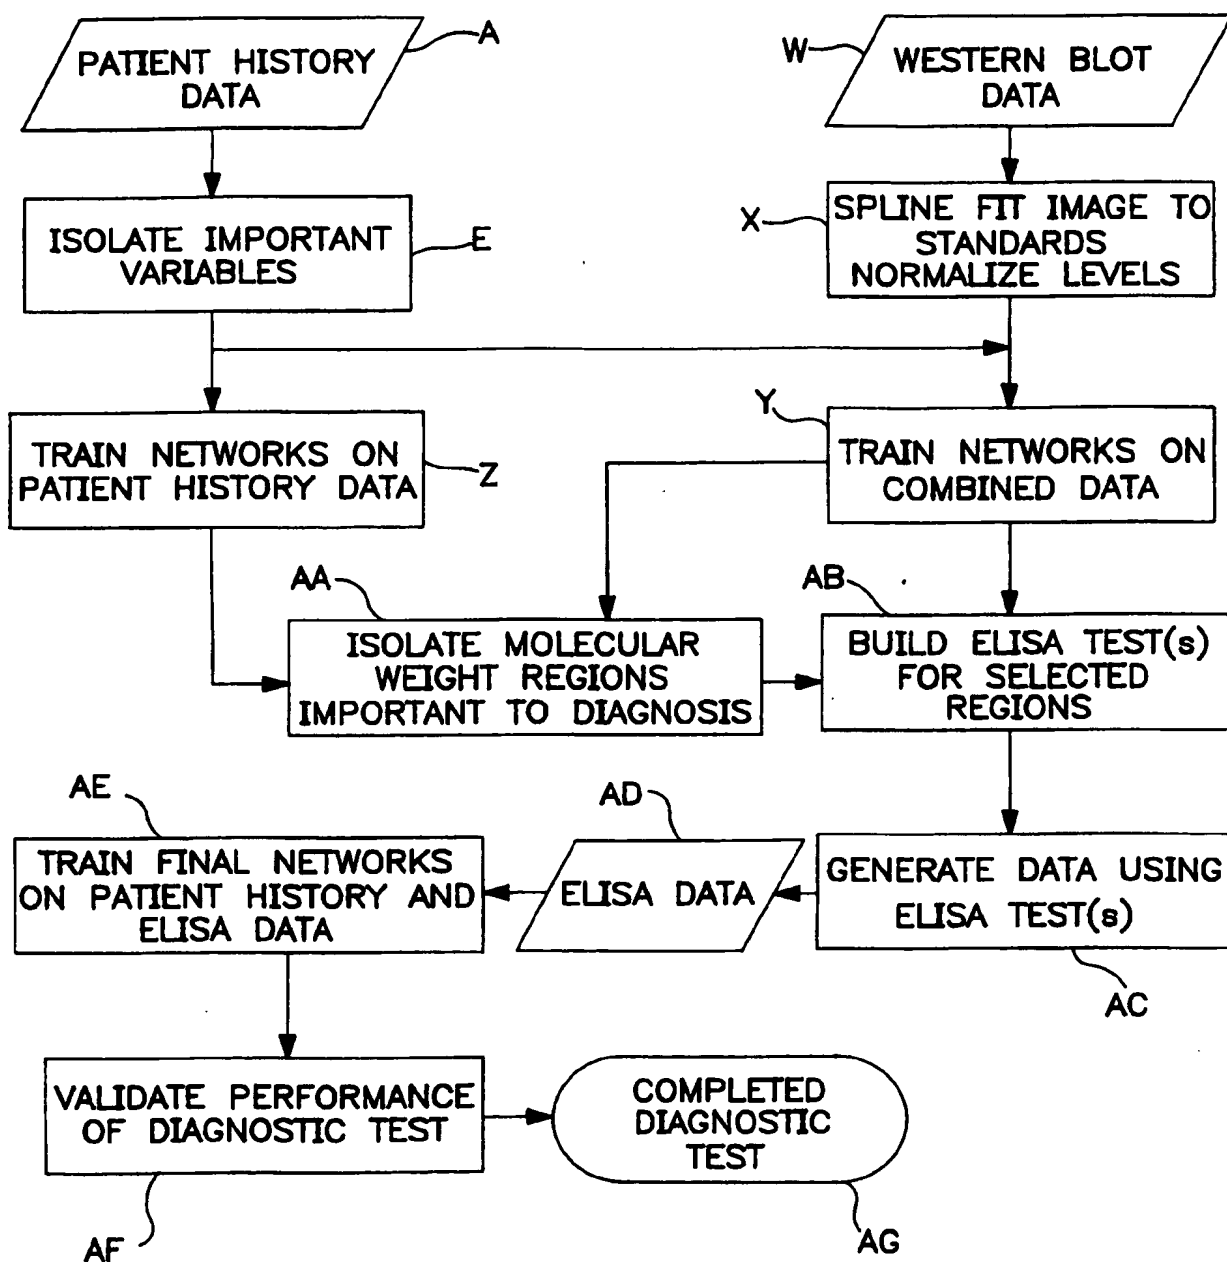 PATIENT HISTORY
DATA
A
WESTERN BLOT
DATA
W
ISOLATE IMPORTANT
VARIABLES
E
SPLINE FIT IMAGE TO
STANDARDS
NORMALIZE LEVELS
X
TRAIN NETWORKS ON
PATIENT HISTORY DATA
Z
TRAIN NETWORKS ON
COMBINED DATA
Y
AA
ISOLATE MOLECULAR
WEIGHT REGIONS
IMPORTANT TO DIAGNOSIS
AB
BUILD ELISA TEST(s)
FOR SELECTED
REGIONS
AE
TRAIN FINAL NETWORKS
ON PATIENT HISTORY AND
ELISA DATA
AD
ELISA DATA
GENERATE DATA USING
ELISA TEST(s)
AC
VALIDATE PERFORMANCE
OF DIAGNOSTIC TEST
AF
COMPLETED
DIAGNOSTIC
TEST
AG